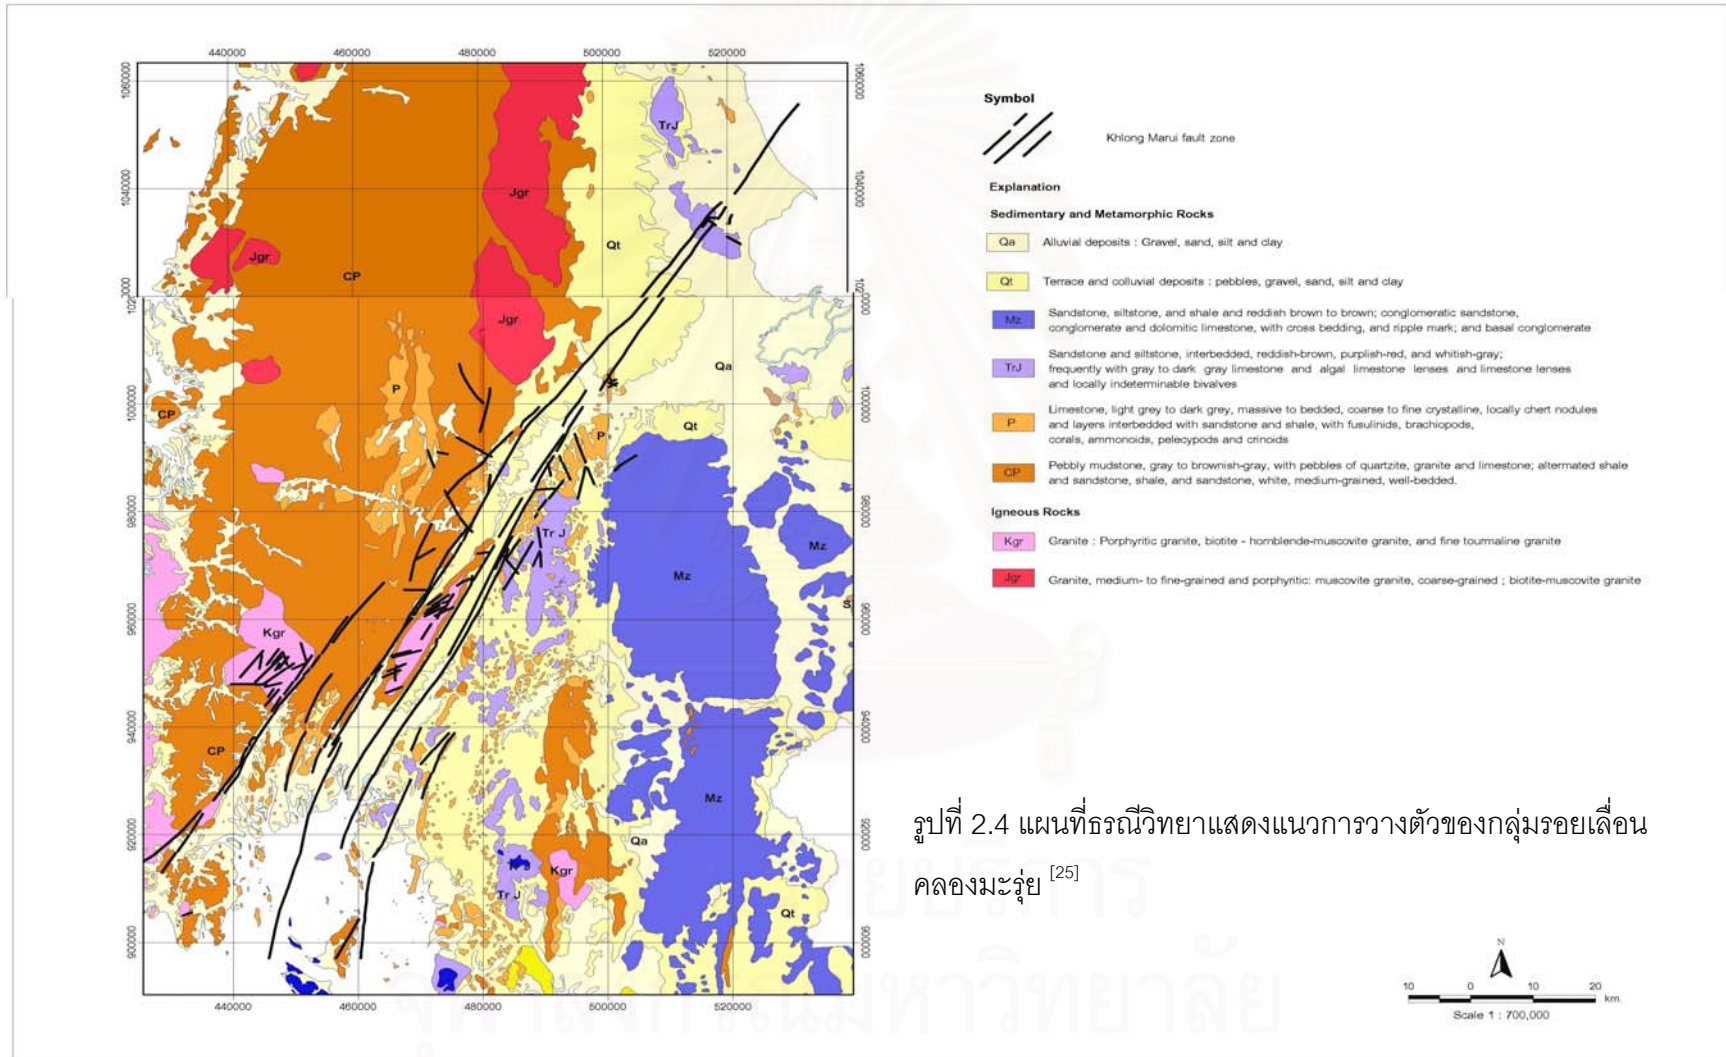 440000 460000 480000 500000 520000
1060000 1060000
TrJ
1040000 1040000
Jgr
Qt
Jgr
CP
1020000
Jgr
Qa
P
1000000 1000000
CP
Qt
P
980000 980000
Tr J
Mz
Mz
960000 960000
Kgr
940000 940000
CP
Mz
920000 920000
Qa
Kgr
Tr J
Qt
900000 900000
440000 460000 480000 500000 520000
Symbol
Khlong Marui fault zone
Explanation
Sedimentary and Metamorphic Rocks
Qa Alluvial deposits : Gravel, sand, silt and clay
Qt Terrace and colluvial deposits : pebbles, gravel, sand, silt and clay
Mz Sandstone, siltstone, and shale and reddish brown to brown; conglomeratic sandstone,
conglomerate and dolomitic limestone, with cross bedding, and ripple mark; and basal conglomerate
TrJ Sandstone and siltstone, interbedded, reddish-brown, purplish-red, and whitish-gray;
frequently with gray to dark gray limestone and algal limestone lenses and limestone lenses
and locally indeterminable bivalves
P Limestone, light grey to dark grey, massive to bedded, coarse to fine crystalline, locally chert nodules
and layers interbedded with sandstone and shale, with fusulinids, brachiopods,
corals, ammonoids, pelecypods and crinoids
CP Pebbly mudstone, gray to brownish-gray, with pebbles of quartzite, granite and limestone; alternated shale
and sandstone, shale, and sandstone, white, medium-grained, well-bedded.
Igneous Rocks
Kgr Granite : Porphyritic granite, biotite - hornblende-muscovite granite, and fine tourmaline granite
Jgr Granite, medium- to fine-grained and porphyritic: muscovite granite, coarse-grained ; biotite-muscovite granite
รูปที่ 2.4 แผนที่ธรณีวิทยาแสดงแนวการวางตัวของกลุ่มรอยเลื่อน
คลองมะรุ่ย [25]
N
10 0 10 20
km.
Scale 1 : 700,000